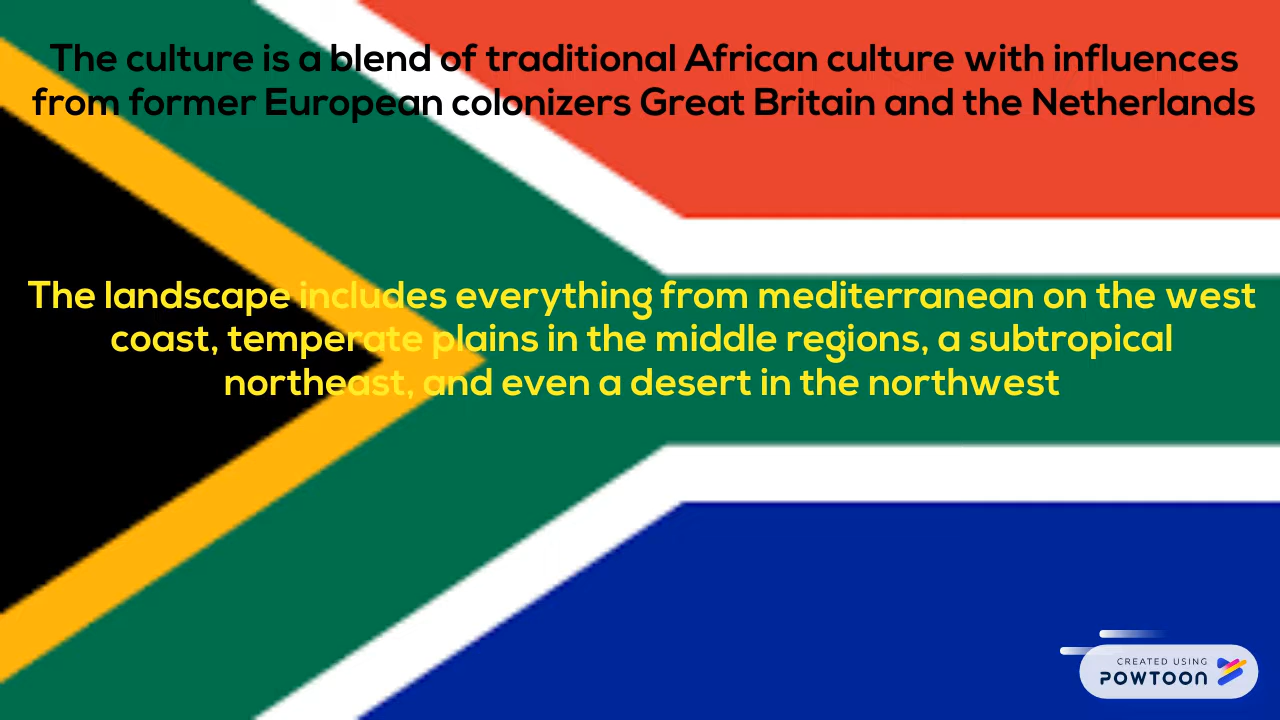 The culture is a blend of traditional African culture with influences
from former European colonizers Great Britain and the Netherlands
The landscape includes everything from mediterranean on the west
coast, temperate plains in the middle regions, a subtropical
northeast, and even a desert in the northwest
CREATED USING
POWTOON